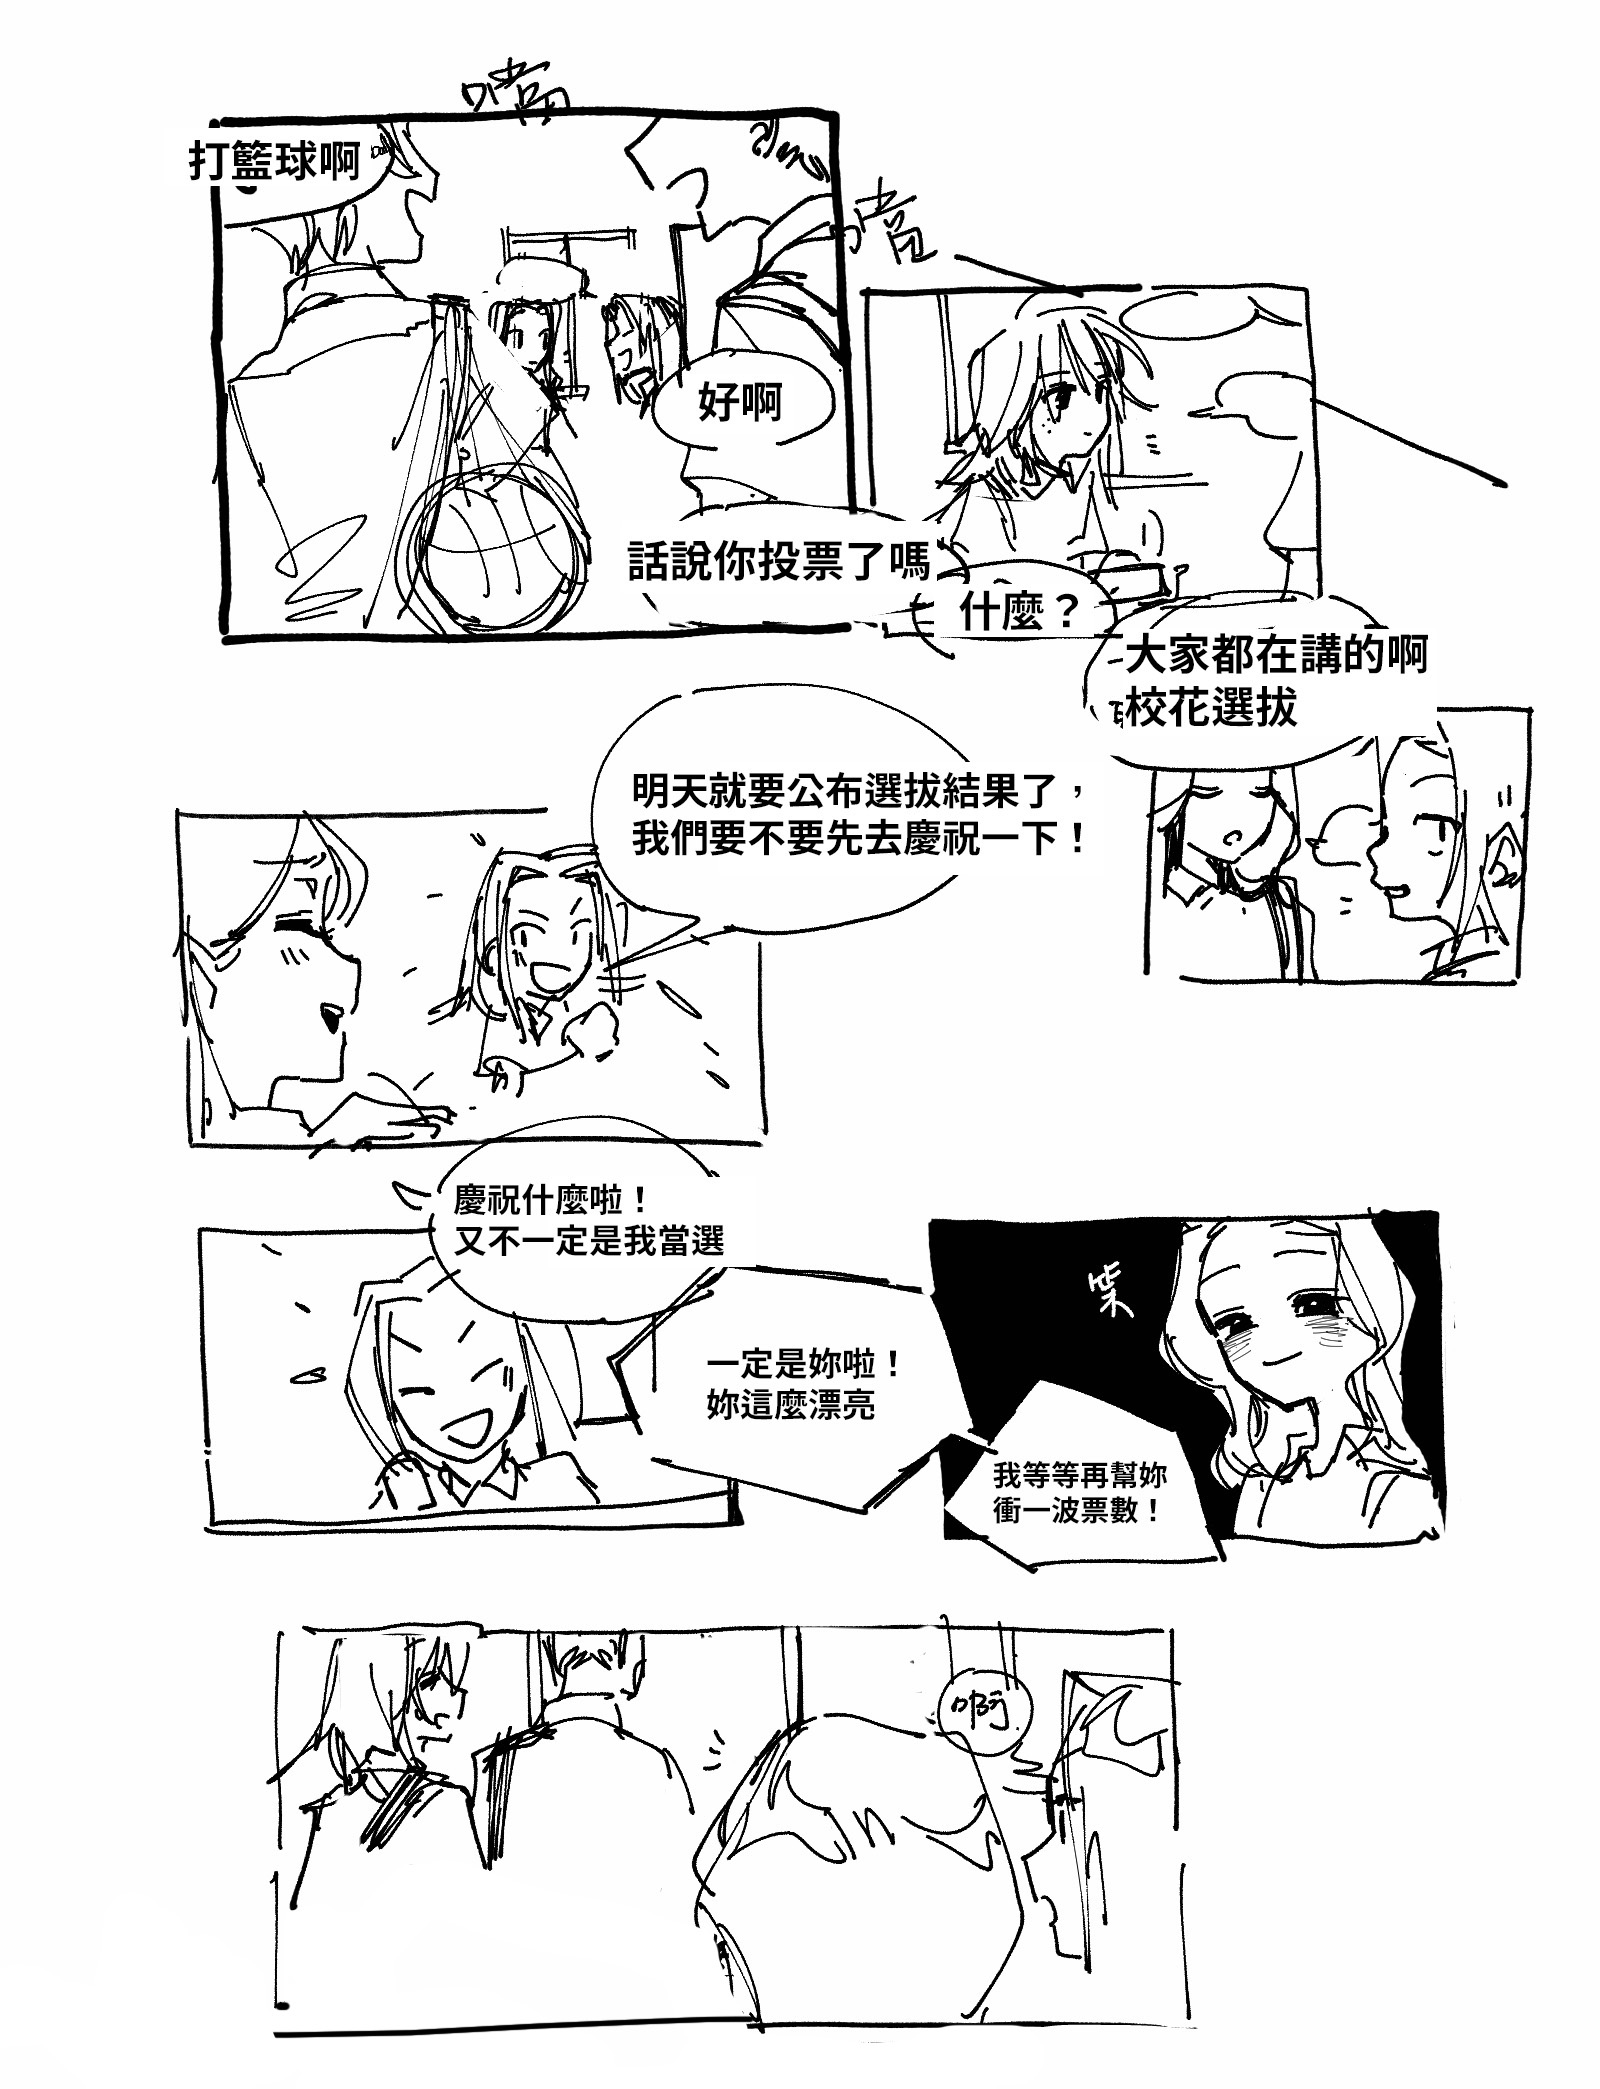 噹
打籃球啊
噹
好啊
話說你投票了嗎
什麼？
大家都在講的啊
校花選拔
明天就要公布選拔結果了，
我們要不要先去慶祝一下！
慶祝什麼啦！
又不一定是我當選
一定是妳啦！
妳這麼漂亮
我等等再幫妳
衝一波票數！
笑
啊